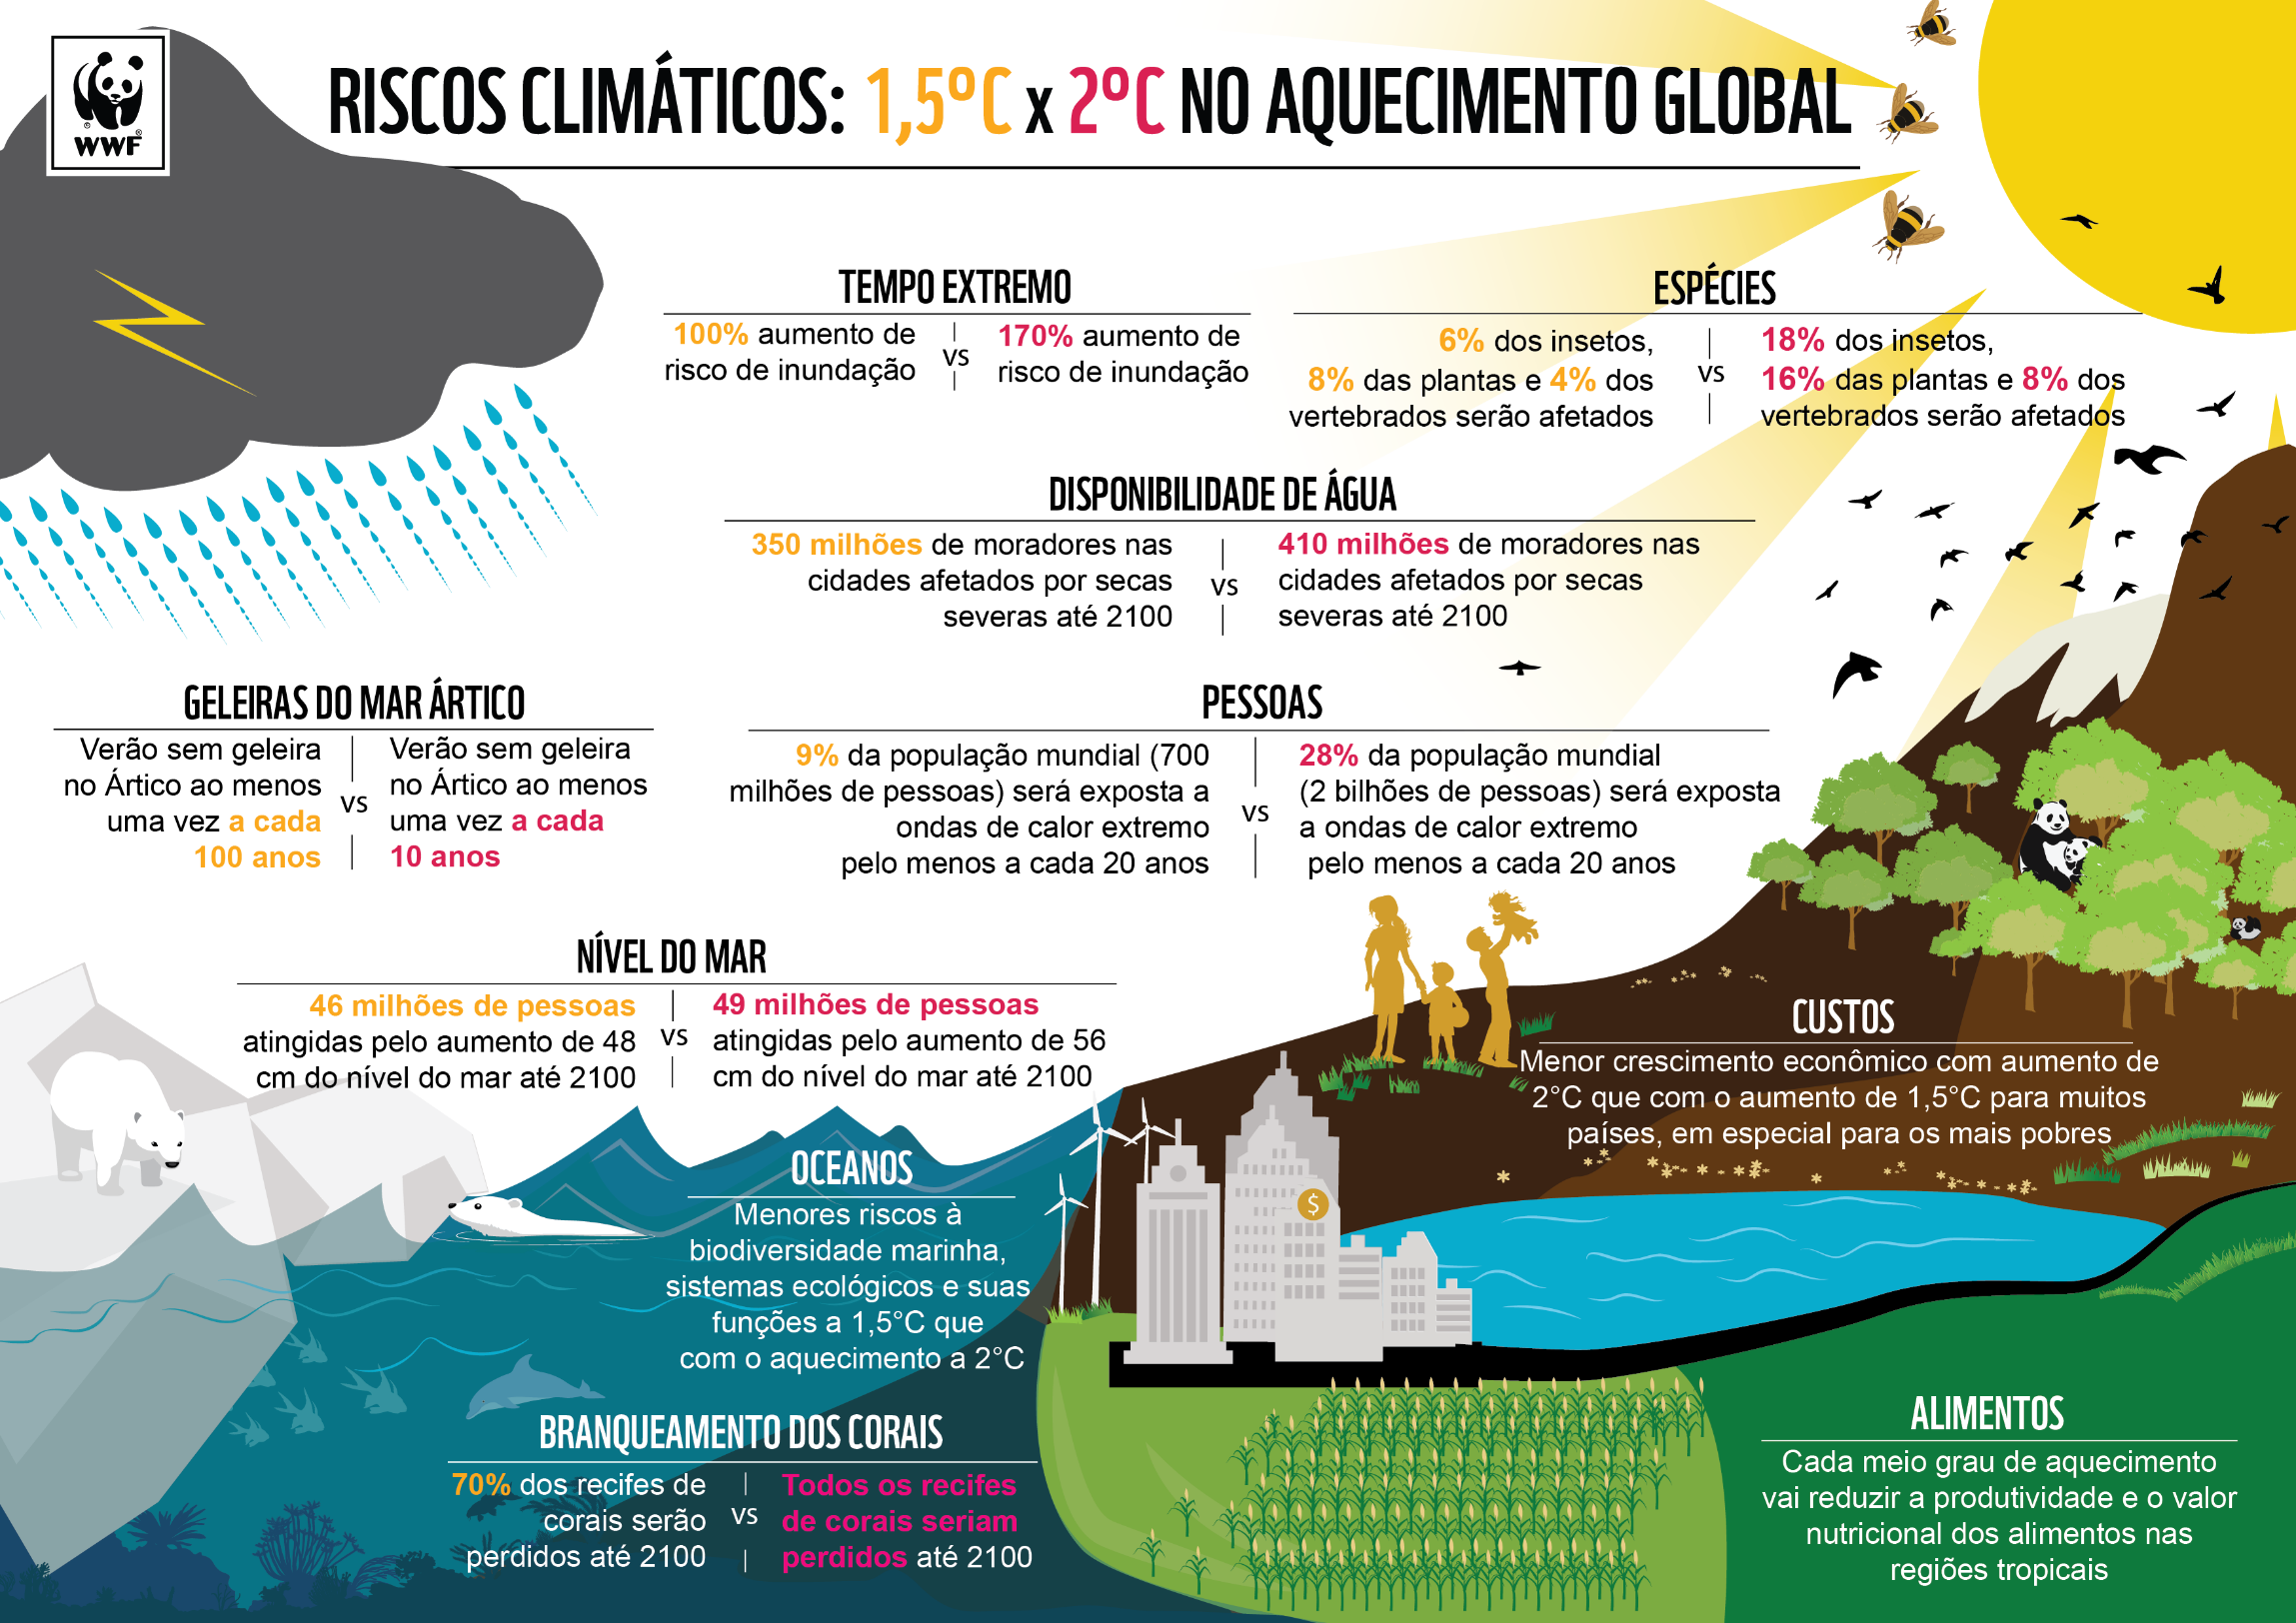 WWF
RISCOS CLIMÁTICOS: 1,5ºC x 2ºC NO AQUECIMENTO GLOBAL
TEMPO EXTREMO
100% aumento de
risco de inundação
vs
170% aumento de
risco de inundação
ESPÉCIES
6% dos insetos,
8% das plantas e 4% dos
vertebrados serão afetados
vs
18% dos insetos,
16% das plantas e 8% dos
vertebrados serão afetados
DISPONIBILIDADE DE ÁGUA
350 milhões de moradores nas
cidades afetados por secas
severas até 2100
vs
410 milhões de moradores nas
cidades afetados por secas
severas até 2100
GELEIRAS DO MAR ÁRTICO
Verão sem geleira
no Ártico ao menos
uma vez a cada
100 anos
vs
Verão sem geleira
no Ártico ao menos
uma vez a cada
10 anos
PESSOAS
9% da população mundial (700
milhões de pessoas) será exposta a
ondas de calor extremo
pelo menos a cada 20 anos
vs
28% da população mundial
(2 bilhões de pessoas) será exposta
a ondas de calor extremo
pelo menos a cada 20 anos
NÍVEL DO MAR
46 milhões de pessoas
atingidas pelo aumento de 48
cm do nível do mar até 2100
vs
49 milhões de pessoas
atingidas pelo aumento de 56
cm do nível do mar até 2100
CUSTOS
Menor crescimento econômico com aumento de
2°C que com o aumento de 1,5°C para muitos
países, em especial para os mais pobres
OCEANOS
Menores riscos à
biodiversidade marinha,
sistemas ecológicos e suas
funções a 1,5°C que
com o aquecimento a 2°C
$
BRANQUEAMENTO DOS CORAIS
70% dos recifes de
corais serão
perdidos até 2100
vs
Todos os recifes
de corais seriam
perdidos até 2100
ALIMENTOS
Cada meio grau de aquecimento
vai reduzir a produtividade e o valor
nutricional dos alimentos nas
regiões tropicais